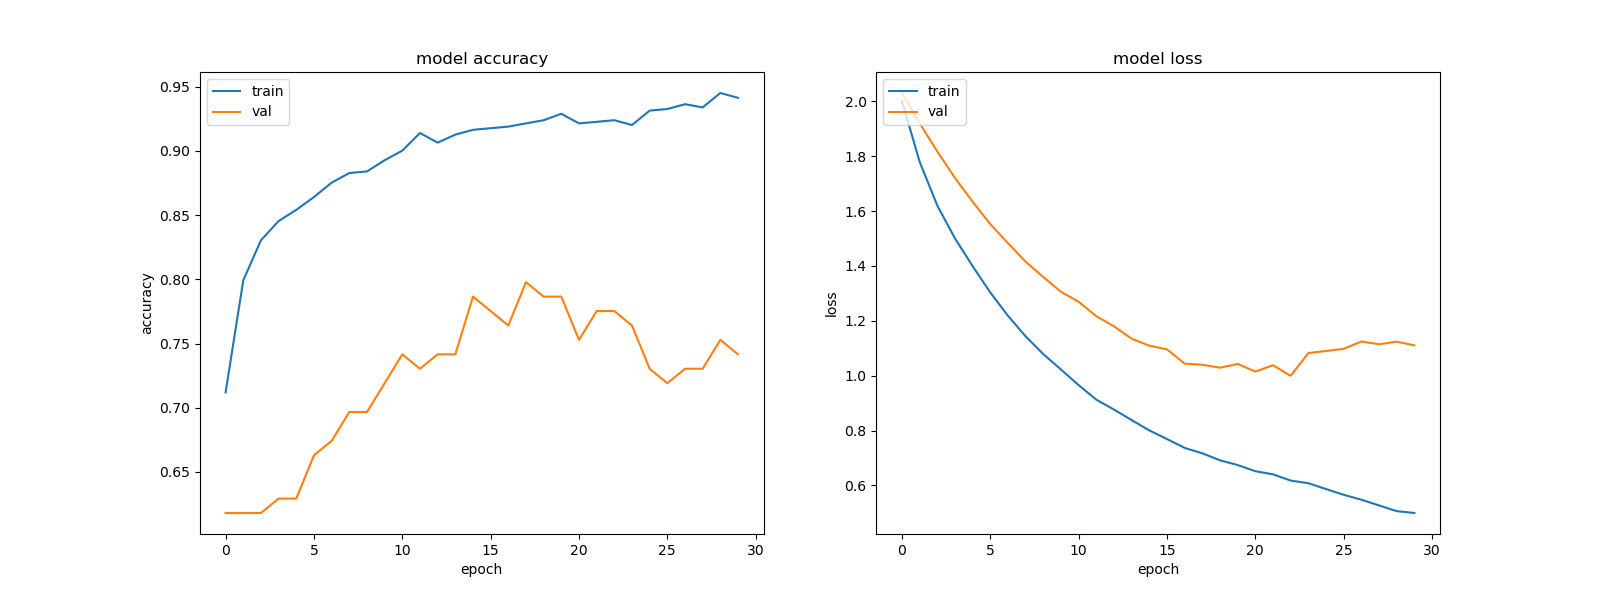 model accuracy
train
val
0.95
0.90
0.85
0.80
0.75
0.70
0.65
accuracy
0 5 10 15 20 25 30
epoch
model loss
train
val
2.0
1.8
1.6
1.4
1.2
1.0
0.8
0.6
loss
0 5 10 15 20 25 30
epoch